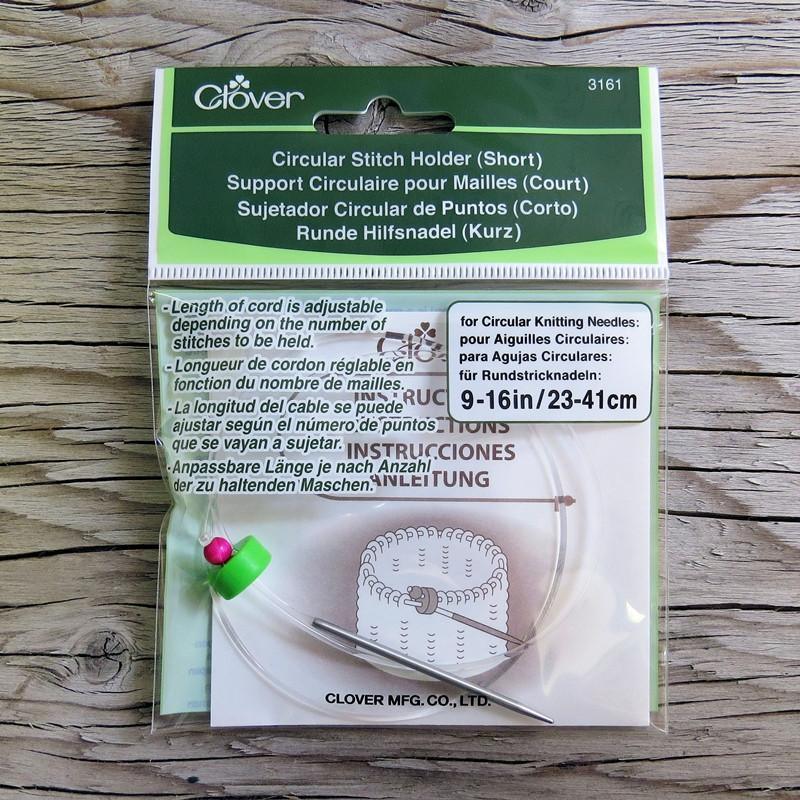 Clover
3161
Circular Stitch Holder (Short)
Support Circulaire pour Mailles (Court)
Sujetador Circular de Puntos (Corto)
Runde Hilfsnadel (Kurz)
-Length of cord is adjustable
depending on the number of
stitches to be held.
-Longueur de cordon réglable en
fonction du nombre de mailles.
-La longitud del cable se puede
ajustar según el número de puntos
que se vayan a sujetar.
-Anpassbare Länge je nach Anzahl
der zu haltenden Maschen.
for Circular Knitting Needles:
pour Aiguilles Circulaires:
para Agujas Circulares:
für Rundstricknadeln:
9-16in/23-41cm
INSTRUCCIONES
ANLEITUNG
CLOVER MFG. CO., LTD.